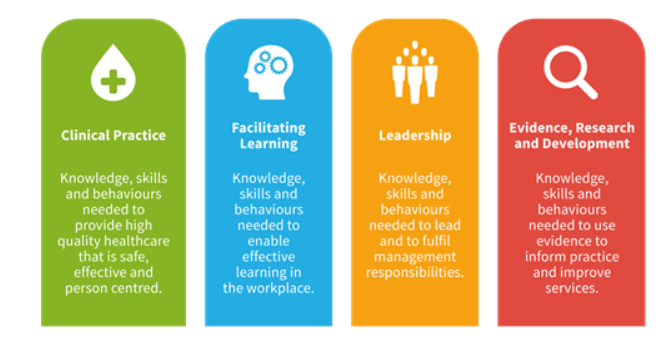 Clinical Practice
Knowledge, skills
and behaviours
needed to
provide high
quality healthcare
that is safe,
effective and
person centred.
Facilitating
Learning
Knowledge,
skills and
behaviours
needed to
enable
effective
learning in
the workplace.
Leadership
Knowledge,
skills and
behaviours
needed to lead
and to fulfil
management
responsibilities.
Evidence, Research
and Development
Knowledge,
skills and
behaviours
needed to use
evidence to
inform practice
and improve
services.